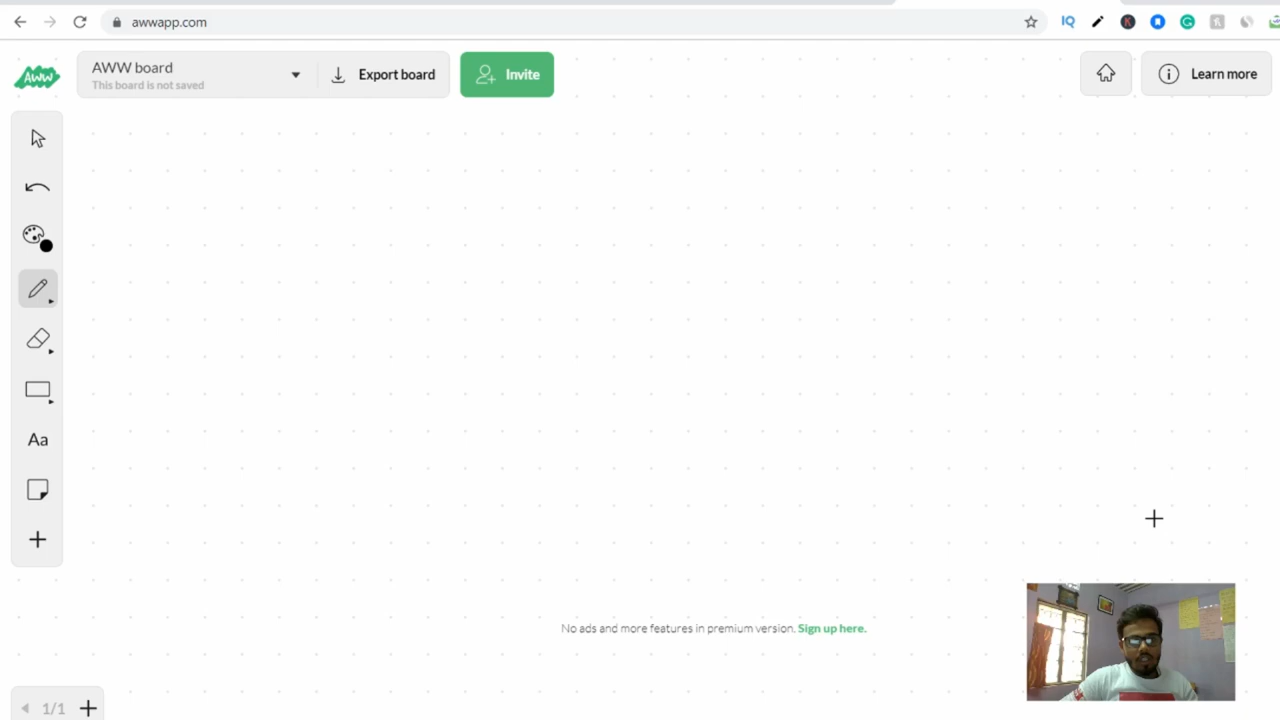 awwapp.com
IQ
AWW
AWW board
This board is not saved
Export board
Invite
Learn more
Aa
No ads and more features in premium version. Sign up here.
1/1